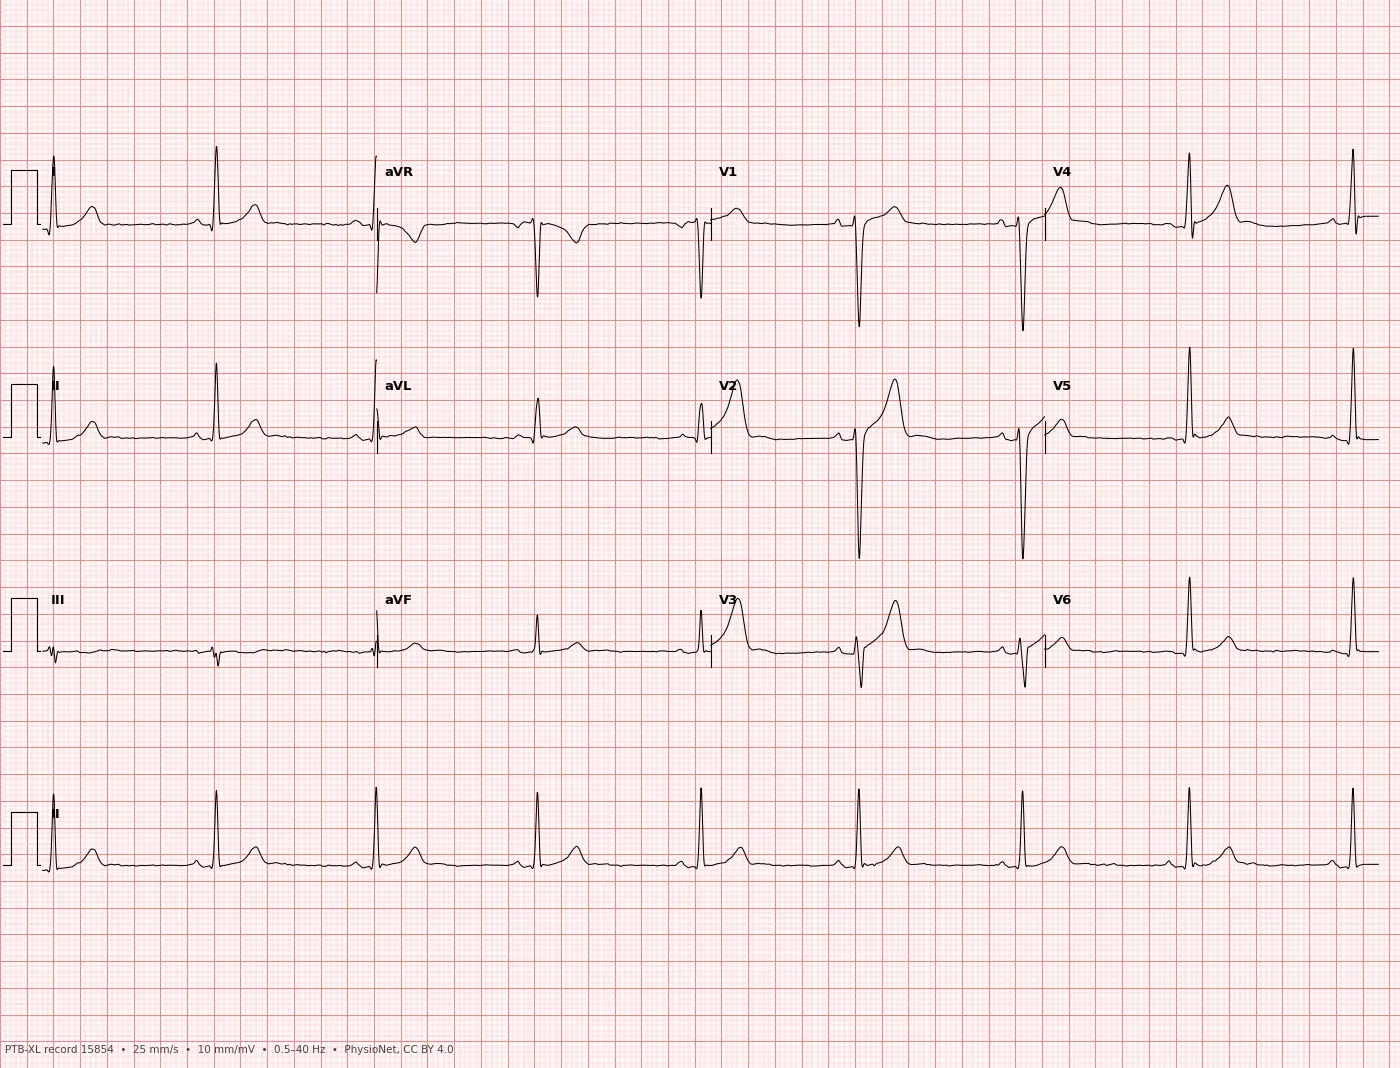 I aVR V1 V4
II aVL V2 V5
III aVF V3 V6
II
PTB-XL record 15854 • 25 mm/s • 10 mm/mV • 0.5–40 Hz • PhysioNet, CC BY 4.0